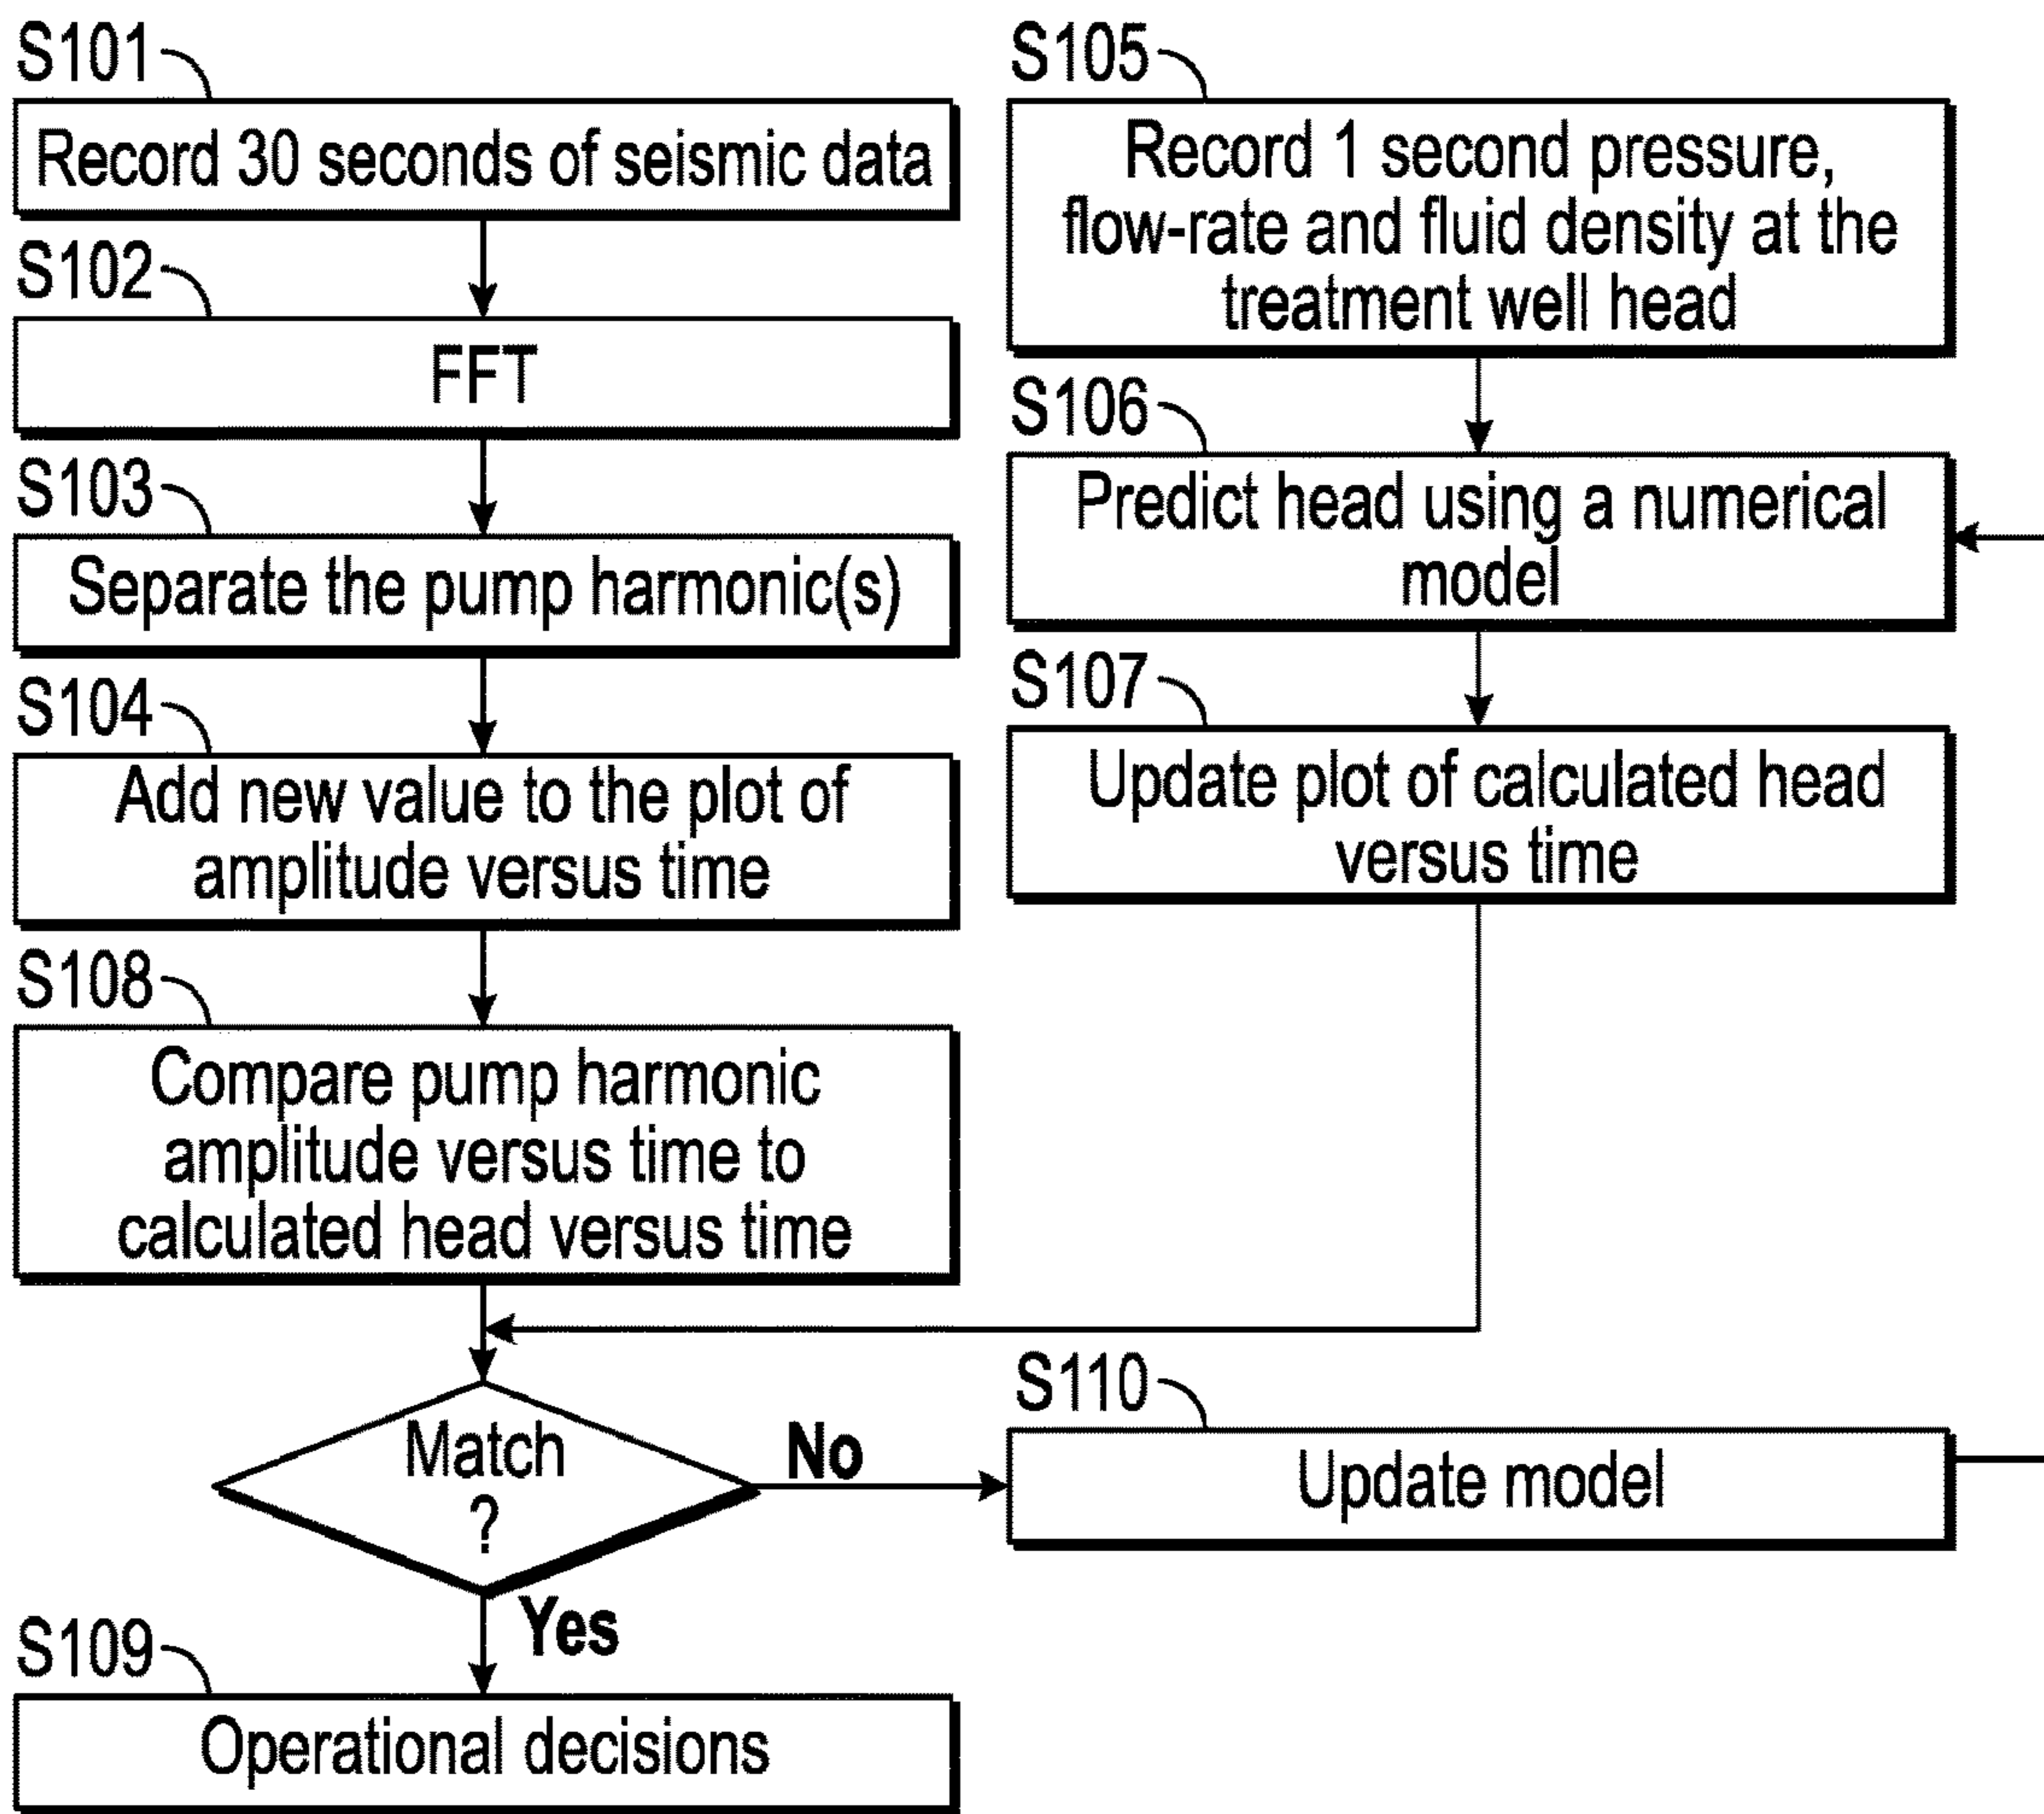 S101
Record 30 seconds of seismic data
S102
FFT
S103
Separate the pump harmonic(s)
S104
Add new value to the plot of
amplitude versus time
S108
Compare pump harmonic
amplitude versus time to
calculated head versus time
Match
?
No
Yes
S109
Operational decisions
S105
Record 1 second pressure,
flow-rate and fluid density at the
treatment well head
S106
Predict head using a numerical
model
S107
Update plot of calculated head
versus time
S110
Update model